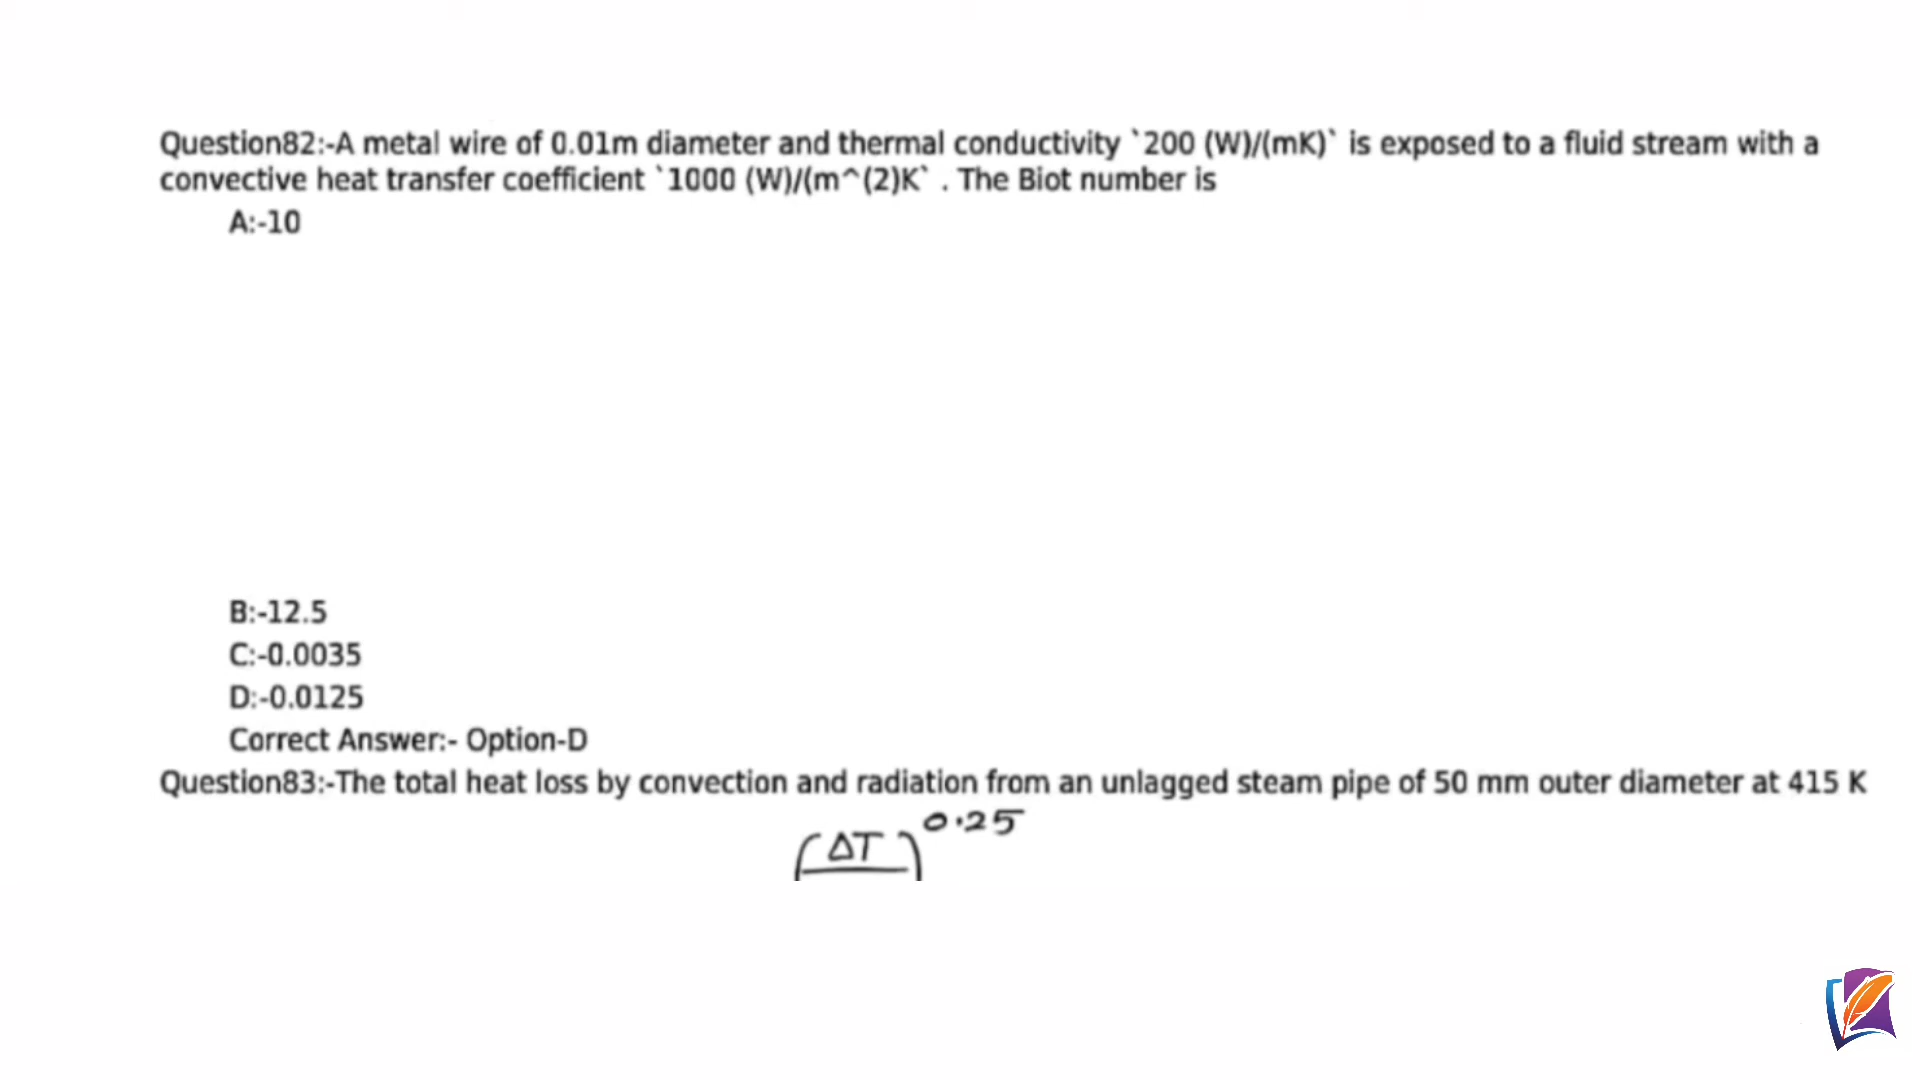 Question82:-A metal wire of 0.01m diameter and thermal conductivity `200 (W)/(mK)` is exposed to a fluid stream with a
convective heat transfer coefficient `1000 (W)/(m^(2)K` . The Biot number is
A:-10
B:-12.5
C:-0.0035
D:-0.0125
Correct Answer:- Option-D
Question83:-The total heat loss by convection and radiation from an unlagged steam pipe of 50 mm outer diameter at 415 K
(ΔT)^0.25